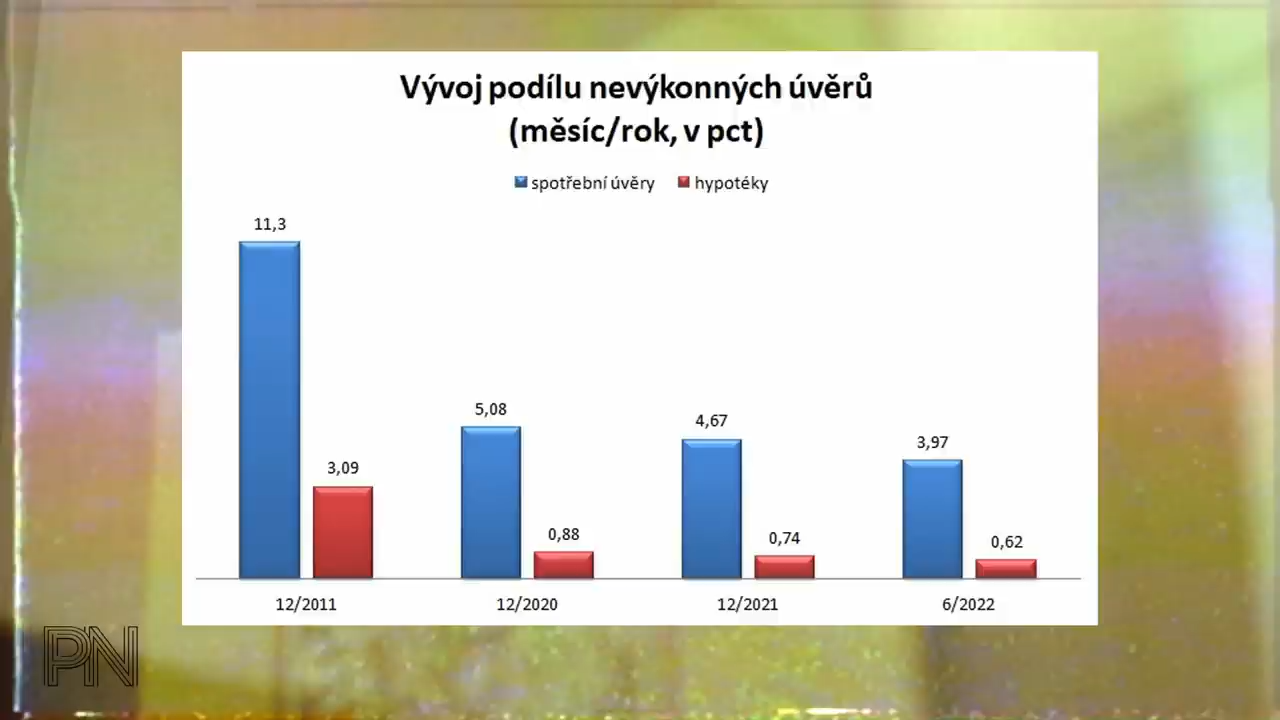 Vývoj podílu nevýkonných úvěrů
(měsíc/rok, v pct)
spotřební úvěry hypotéky
11,3
3,09
5,08
0,88
4,67
0,74
3,97
0,62
12/2011 12/2020 12/2021 6/2022
PN